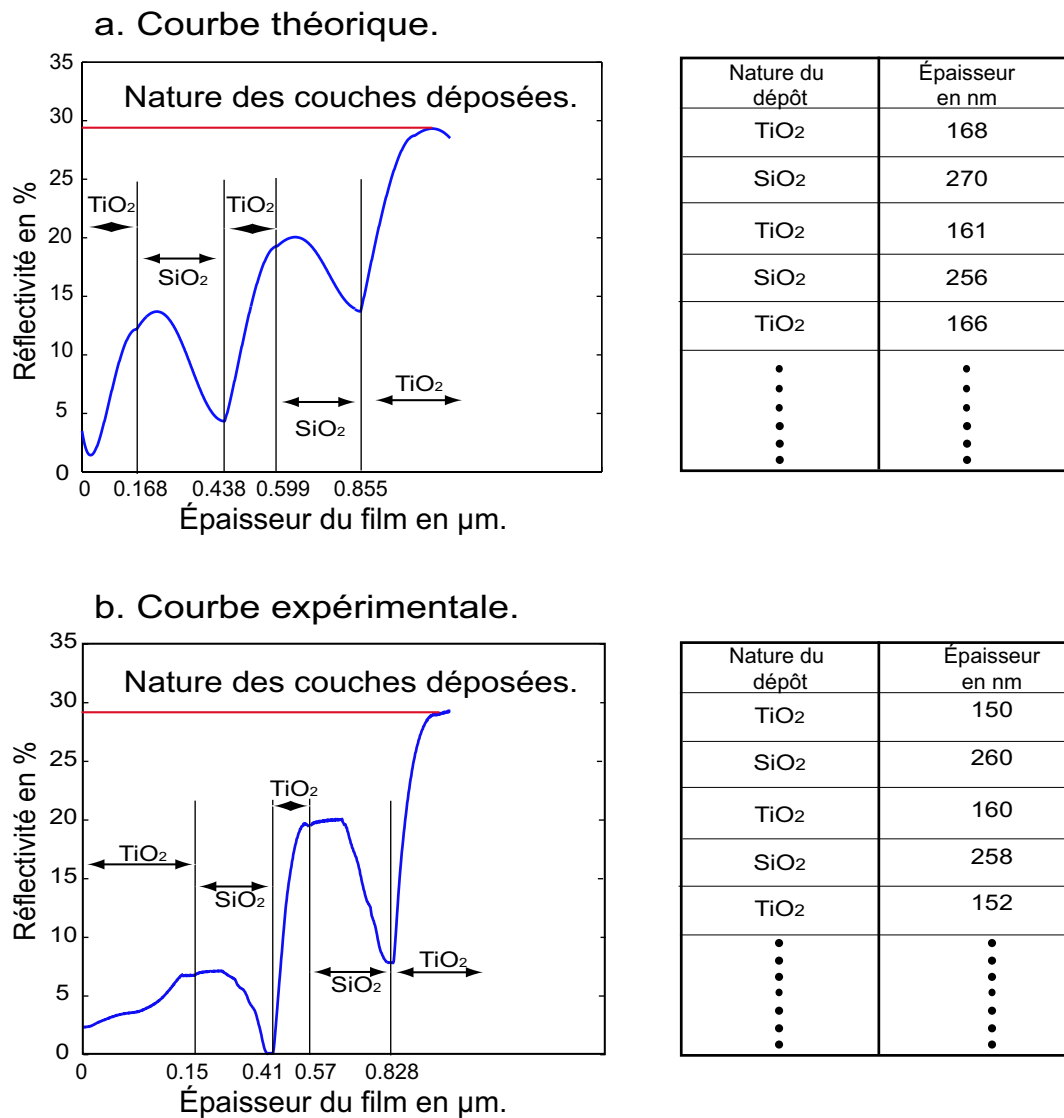 a. Courbe théorique.
35
30
25
20
15
10
5
0
Réflectivité en %
Nature des couches déposées.
TiO2
SiO2
TiO2
SiO2
TiO2
0 0.168 0.438 0.599 0.855
Épaisseur du film en µm.
Nature du dépôt Épaisseur en nm
TiO2 168
SiO2 270
TiO2 161
SiO2 256
TiO2 166
b. Courbe expérimentale.
35
30
25
20
15
10
5
0
Réflectivité en %
Nature des couches déposées.
TiO2
SiO2
TiO2
SiO2
TiO2
0 0.15 0.41 0.57 0.828
Épaisseur du film en µm.
Nature du dépôt Épaisseur en nm
TiO2 150
SiO2 260
TiO2 160
SiO2 258
TiO2 152